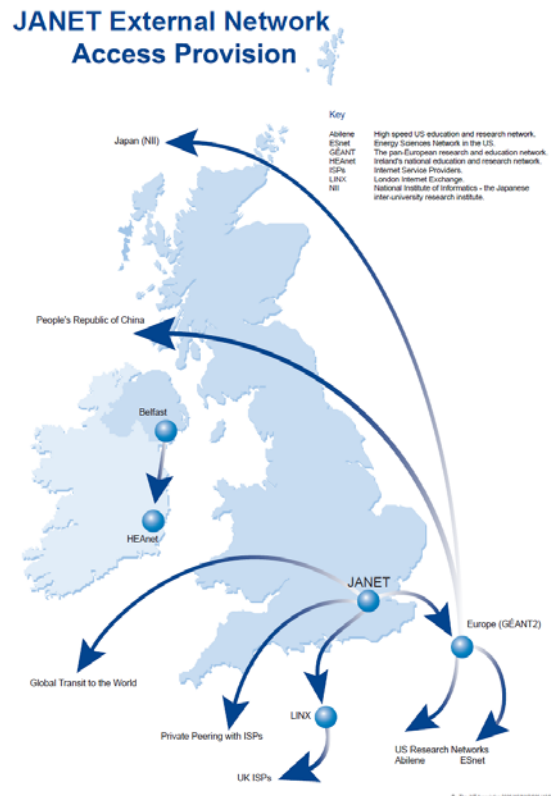 JANET External Network
Access Provision
Key
Abilene High speed US education and research network.
ESnet Energy Sciences Network in the US.
GÉANT The pan-European research and education network.
HEAnet Ireland's national education and research network.
ISPs Internet Service Providers.
LINX London Internet Exchange.
NII National Institute of Informatics - the Japanese
inter-university research institute.
Japan (NII)
People's Republic of China
Belfast
HEAnet
JANET
Europe (GÉANT2)
Global Transit to the World
LINX
Private Peering with ISPs
US Research Networks
Abilene ESnet
UK ISPs